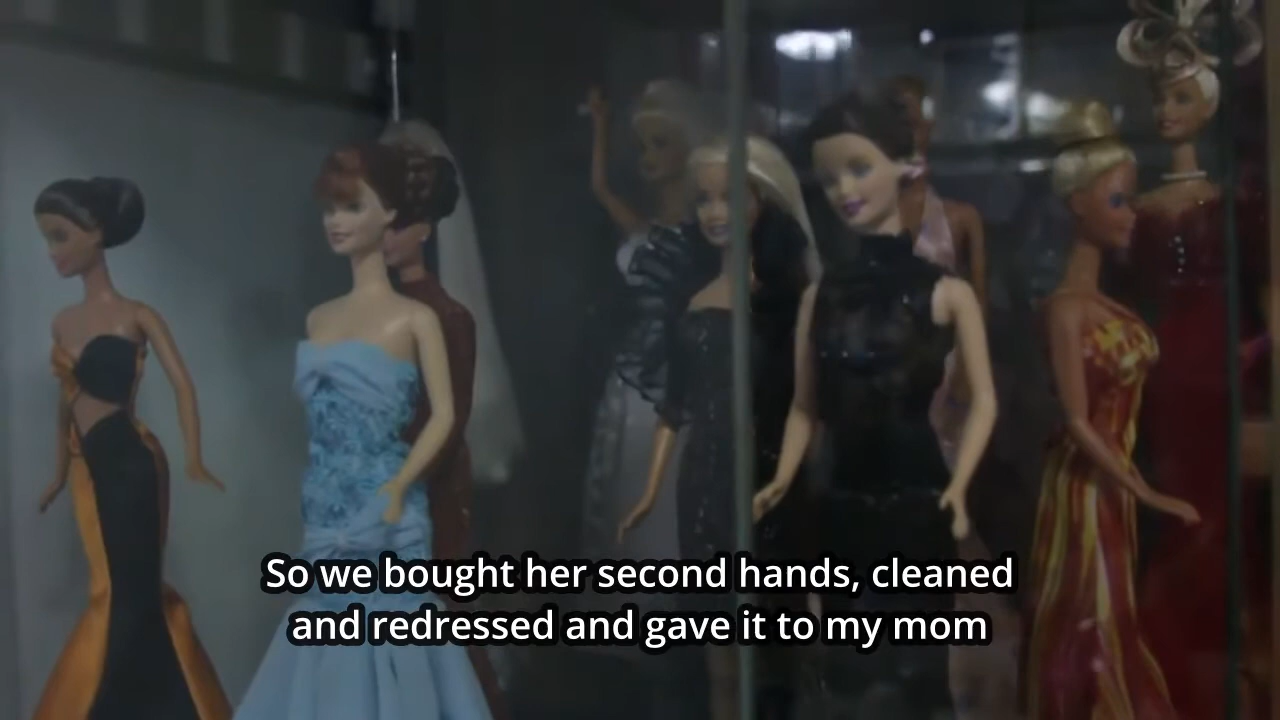 So we bought her second hands, cleaned
and redressed and gave it to my mom